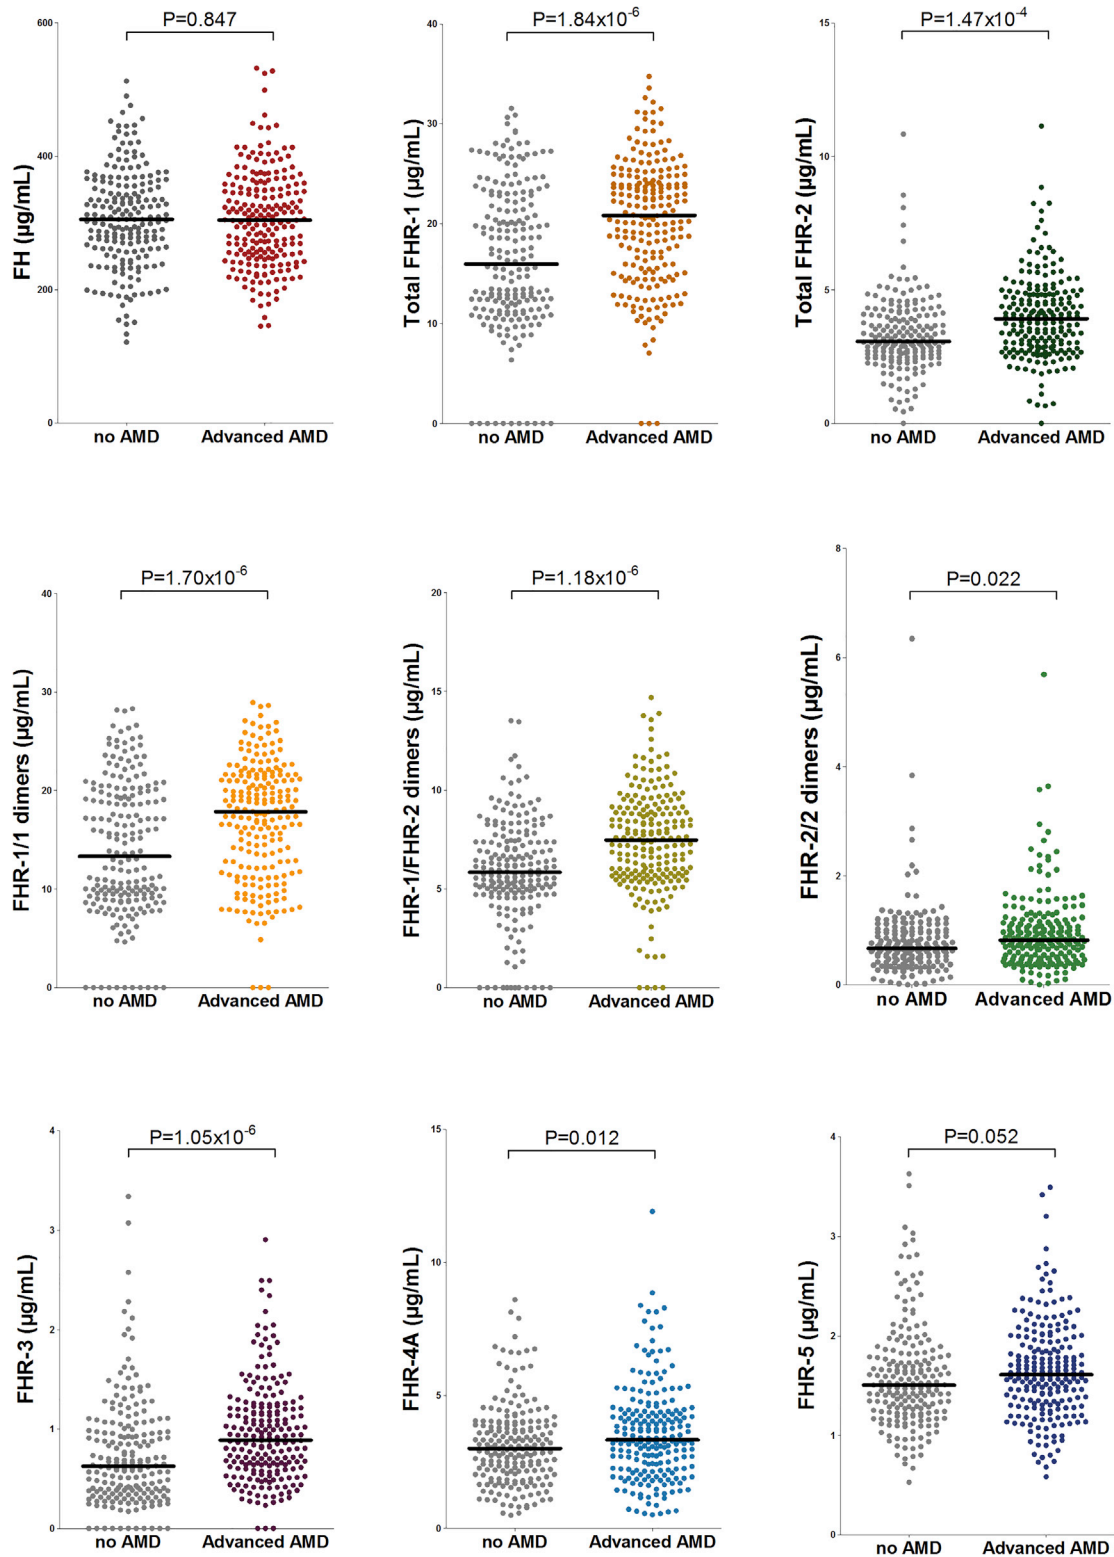 P=0.847
FH (µg/mL)
600
400
200
0
no AMD Advanced AMD
P=1.84x10⁻⁶
Total FHR-1 (µg/mL)
40
30
20
10
0
no AMD Advanced AMD
P=1.47x10⁻⁴
Total FHR-2 (µg/mL)
15
10
5
0
no AMD Advanced AMD
P=1.70x10⁻⁶
FHR-1/1 dimers (µg/mL)
40
30
20
10
0
no AMD Advanced AMD
P=1.18x10⁻⁶
FHR-1/FHR-2 dimers (µg/mL)
20
15
10
5
0
no AMD Advanced AMD
P=0.022
FHR-2/2 dimers (µg/mL)
8
6
4
2
0
no AMD Advanced AMD
P=1.05x10⁻⁶
FHR-3 (µg/mL)
4
3
2
1
0
no AMD Advanced AMD
P=0.012
FHR-4A (µg/mL)
15
10
5
0
no AMD Advanced AMD
P=0.052
FHR-5 (µg/mL)
4
3
2
1
0
no AMD Advanced AMD